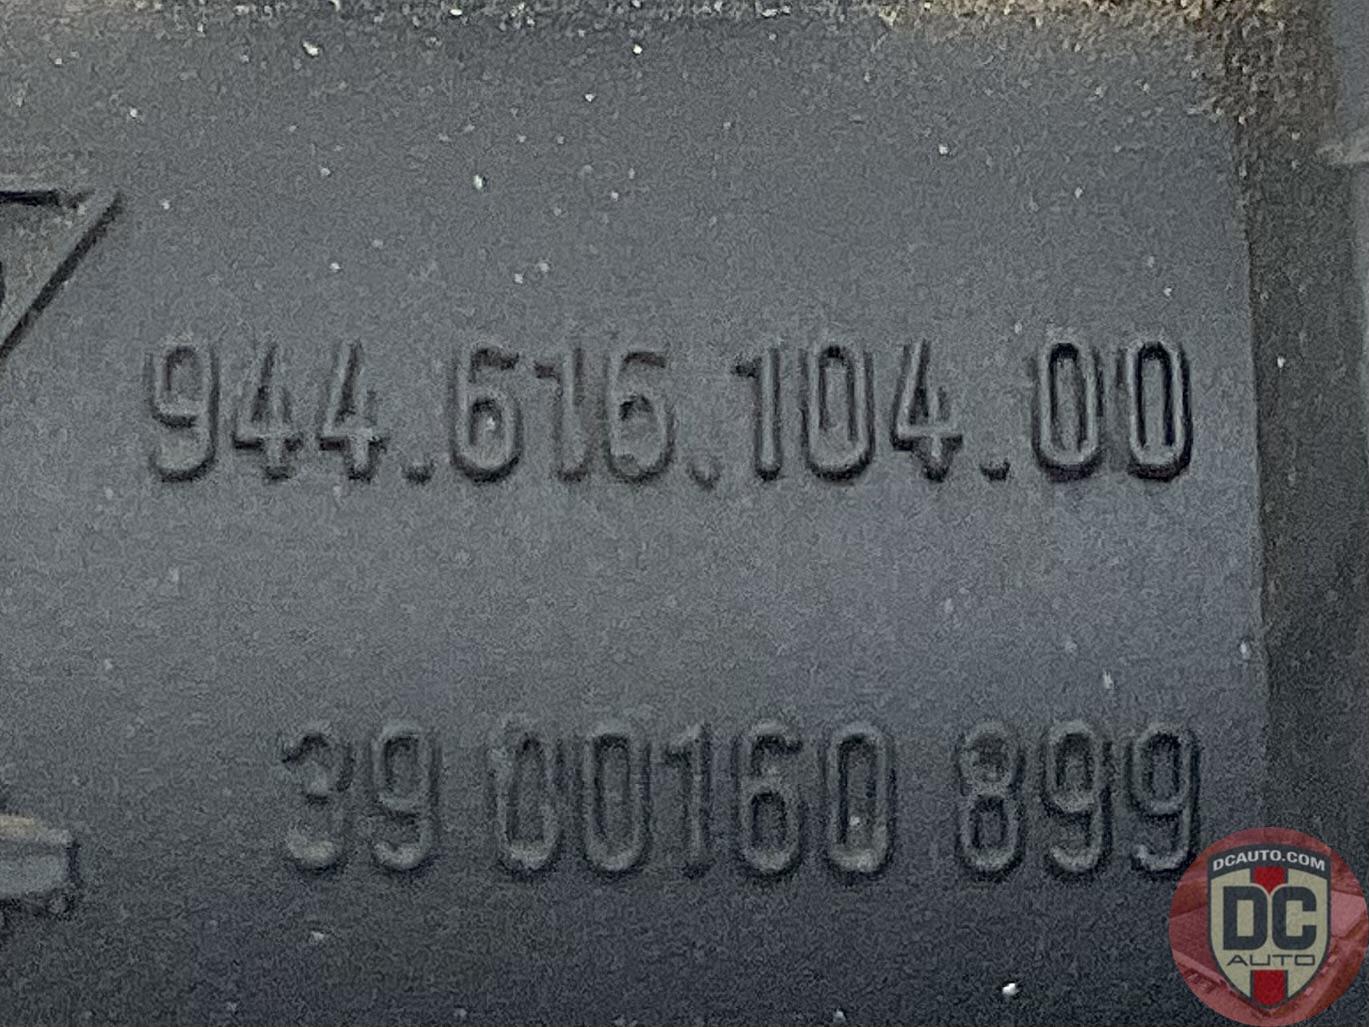 944.616.104.00
39 00160 899
DCAUTO.COM
DC
AUTO